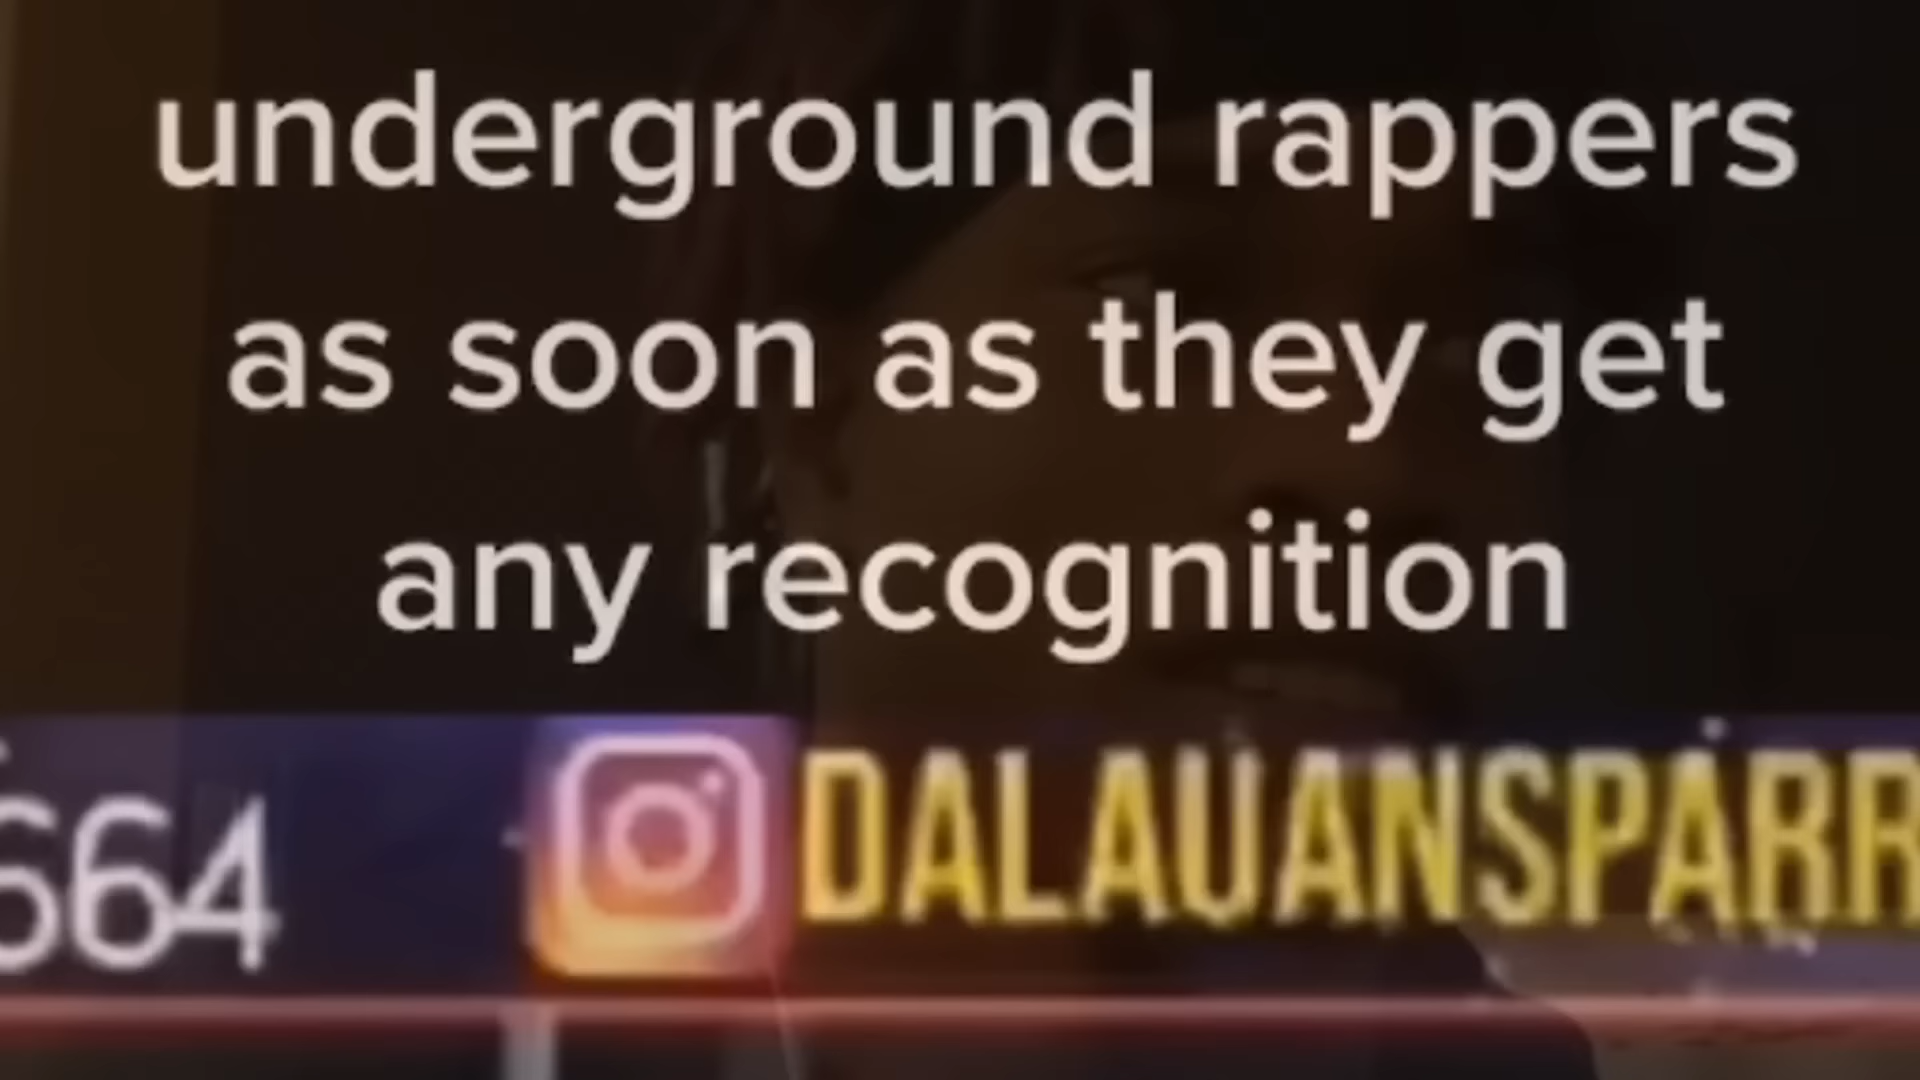 underground rappers
as soon as they get
any recognition
664 DALAUANSPARR